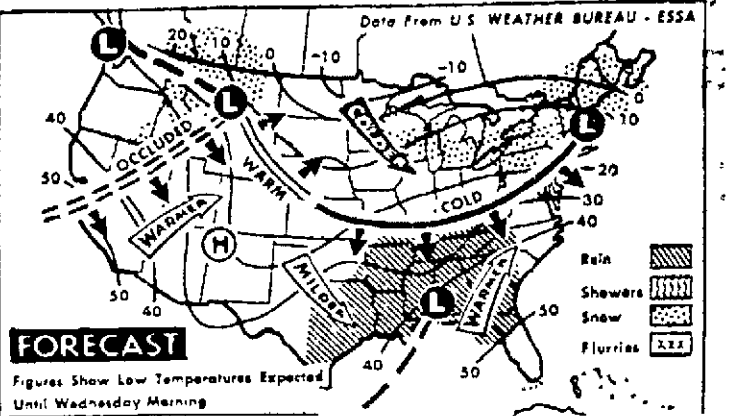 Data From U.S. WEATHER BUREAU - ESSA
L
20
10
0
-10
-10
0
L
L
10
40
COLD
OCCLUDED
WARM
50
20
COLD
30
40
WARMER
H
MILDER
WARMER
Rain
Showers
Snow
Flurries
50
40
L
50
40
50
FORECAST
Figures Show Low Temperatures Expected
Until Wednesday Morning